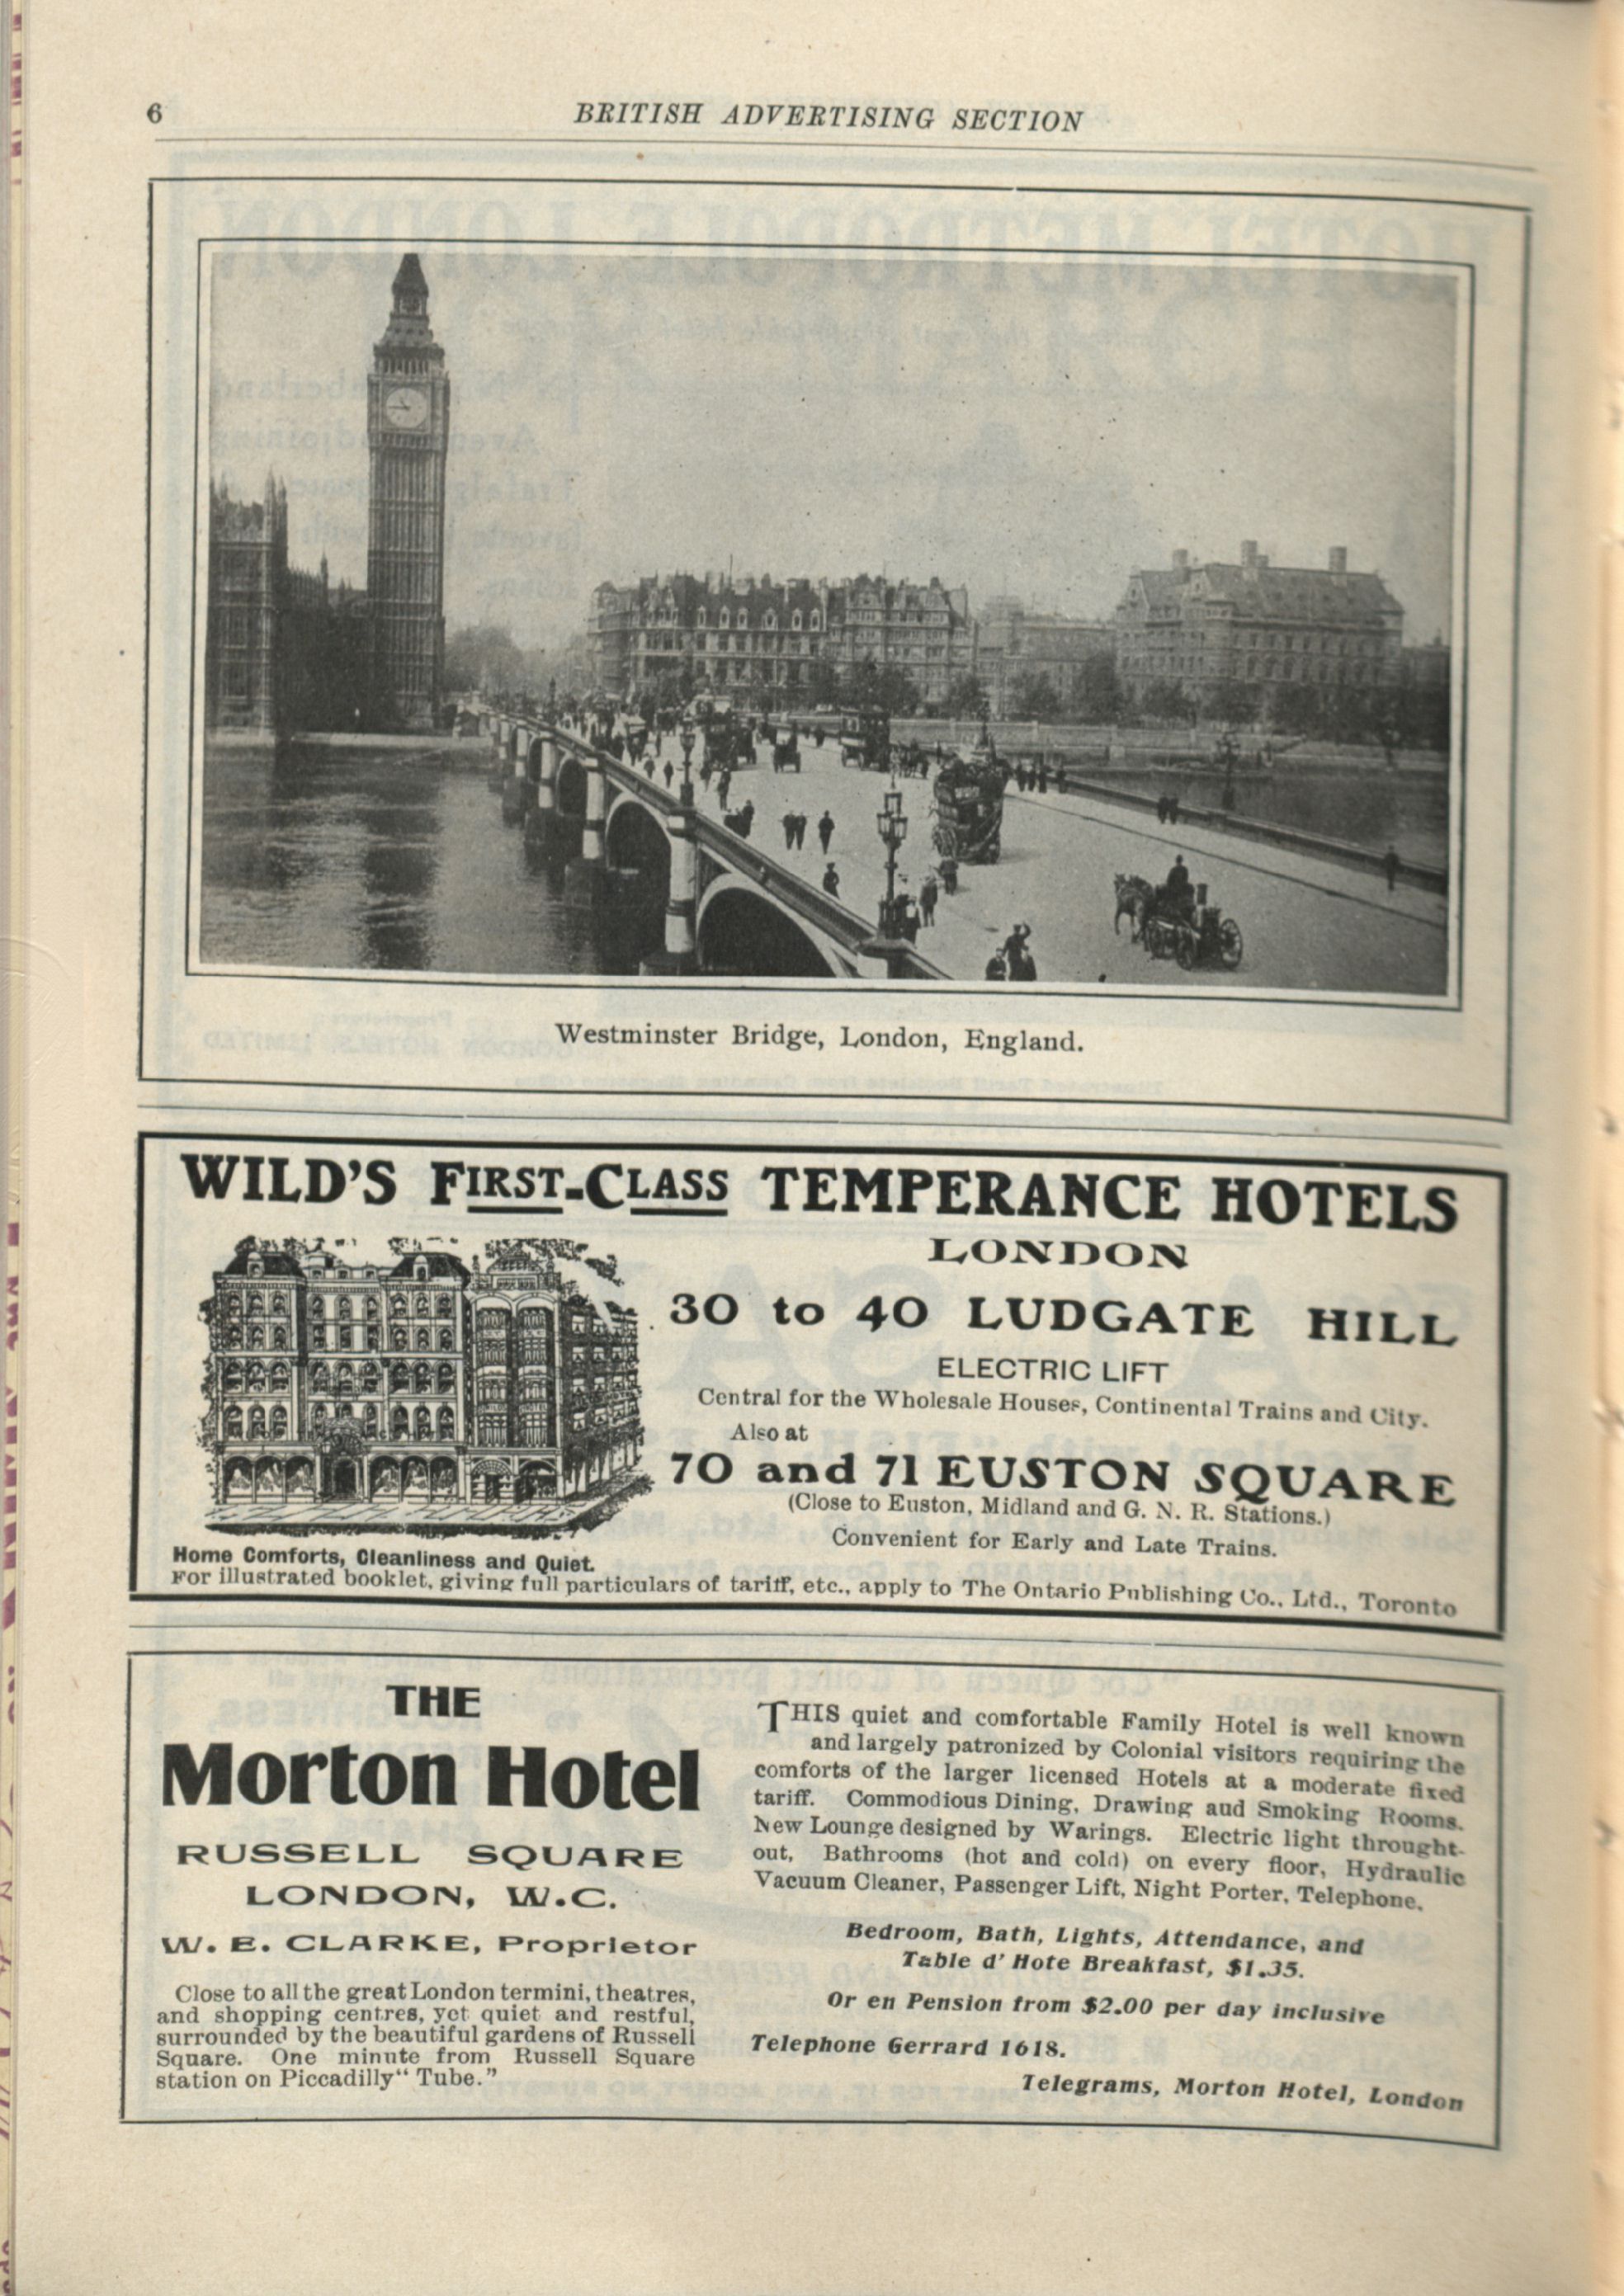 6
BRITISH ADVERTISING SECTION
Westminster Bridge, London, England.
WILD'S FIRST-CLASS TEMPERANCE HOTELS
LONDON
30 to 40 LUDGATE HILL
ELECTRIC LIFT
Central for the Wholesale Houses, Continental Trains and City.
Also at
70 and 71 EUSTON SQUARE
(Close to Euston, Midland and G. N. R. Stations.)
Convenient for Early and Late Trains.
Home Comforts, Cleanliness and Quiet.
For illustrated booklet, giving full particulars of tariff, etc., apply to The Ontario Publishing Co., Ltd., Toronto
THE
Morton Hotel
RUSSELL SQUARE
LONDON, W.C.
W. E. CLARKE, Proprietor
Close to all the great London termini, theatres,
and shopping centres, yet quiet and restful,
surrounded by the beautiful gardens of Russell
Square. One minute from Russell Square
station on Piccadilly“ Tube.”
THIS quiet and comfortable Family Hotel is well known
and largely patronized by Colonial visitors requiring the
comforts of the larger licensed Hotels at a moderate fixed
tariff. Commodious Dining, Drawing aud Smoking Rooms.
New Lounge designed by Warings. Electric light throught-
out, Bathrooms (hot and cold) on every floor, Hydraulic
Vacuum Cleaner, Passenger Lift, Night Porter, Telephone.
Bedroom, Bath, Lights, Attendance, and
Table d' Hote Breakfast, $1.35.
Or en Pension from $2.00 per day inclusive
Telephone Gerrard 1618.
Telegrams, Morton Hotel, London